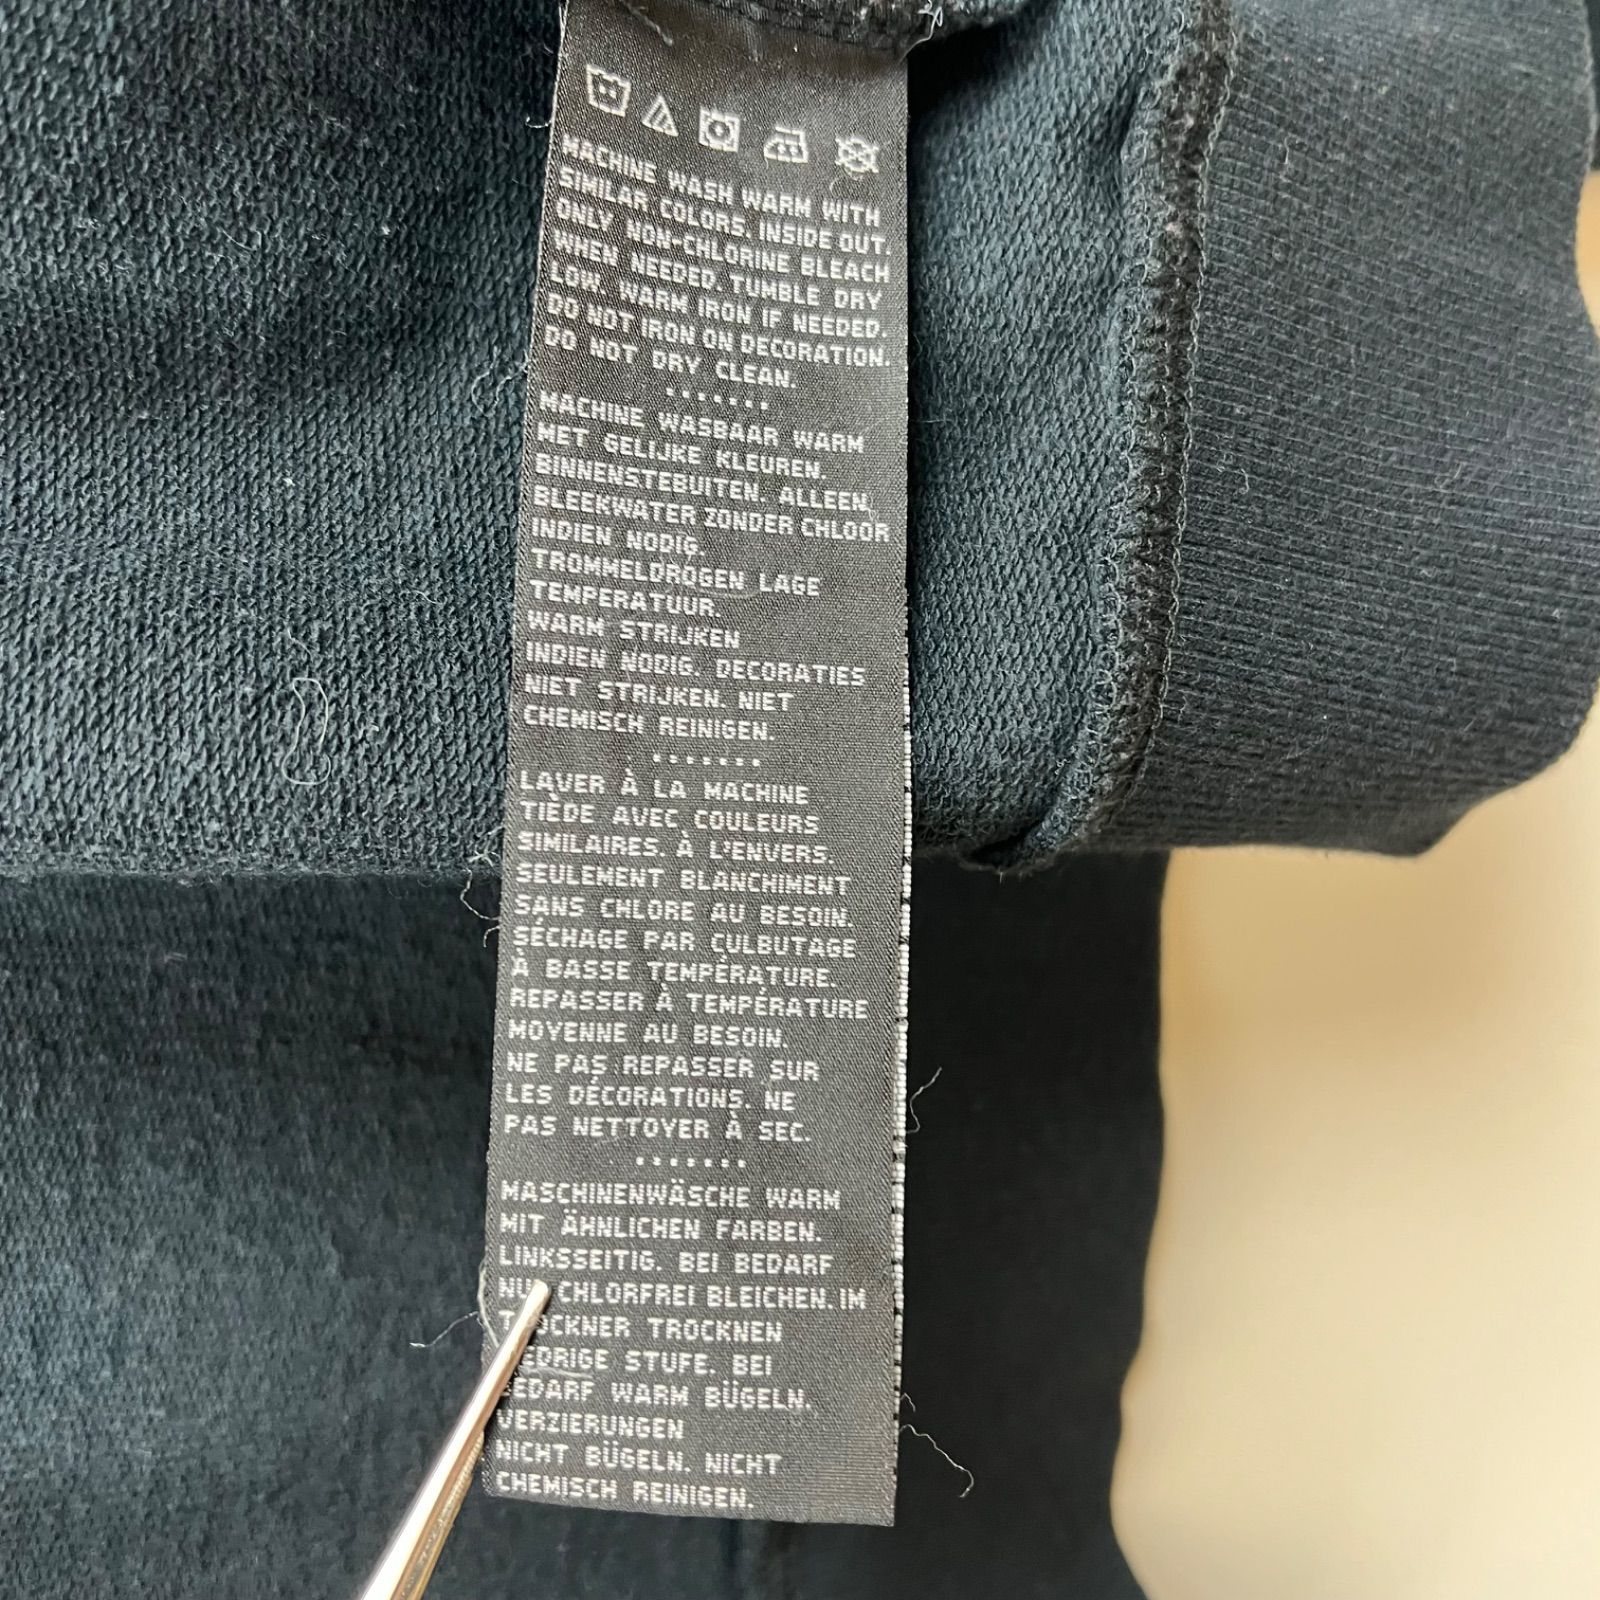 MACHINE WASH WARM WITH
SIMILAR COLORS. INSIDE OUT.
ONLY NON-CHLORINE BLEACH
WHEN NEEDED. TUMBLE DRY
LOW. WARM IRON IF NEEDED.
DO NOT IRON ON DECORATION.
DO NOT DRY CLEAN.
.......
MACHINE WASBAAR WARM
MET GELIJKE KLEUREN.
BINNENSTEBUITEN. ALLEEN
BLEEKWATER ZONDER CHLOOR
INDIEN NODIG.
TROMMELDROGEN LAGE
TEMPERATUUR.
WARM STRIJKEN
INDIEN NODIG. DECORATIES
NIET STRIJKEN. NIET
CHEMISCH REINIGEN.
.......
LAVER À LA MACHINE
TIÈDE AVEC COULEURS
SIMILAIRES. À L'ENVERS.
SEULEMENT BLANCHIMENT
SANS CHLORE AU BESOIN.
SÉCHAGE PAR CULBUTAGE
À BASSE TEMPÉRATURE.
REPASSER À TEMPÉRATURE
MOYENNE AU BESOIN.
NE PAS REPASSER SUR
LES DÉCORATIONS. NE
PAS NETTOYER À SEC.
.......
MASCHINENWÄSCHE WARM
MIT ÄHNLICHEN FARBEN.
LINKSSEITIG. BEI BEDARF
CHLORFREI BLEICHEN. IM
TROCKNEN
STUFE. BEI
WARM BÜGELN.
VERZIERUNGEN
NICHT BÜGELN. NICHT
CHEMISCH REINIGEN.